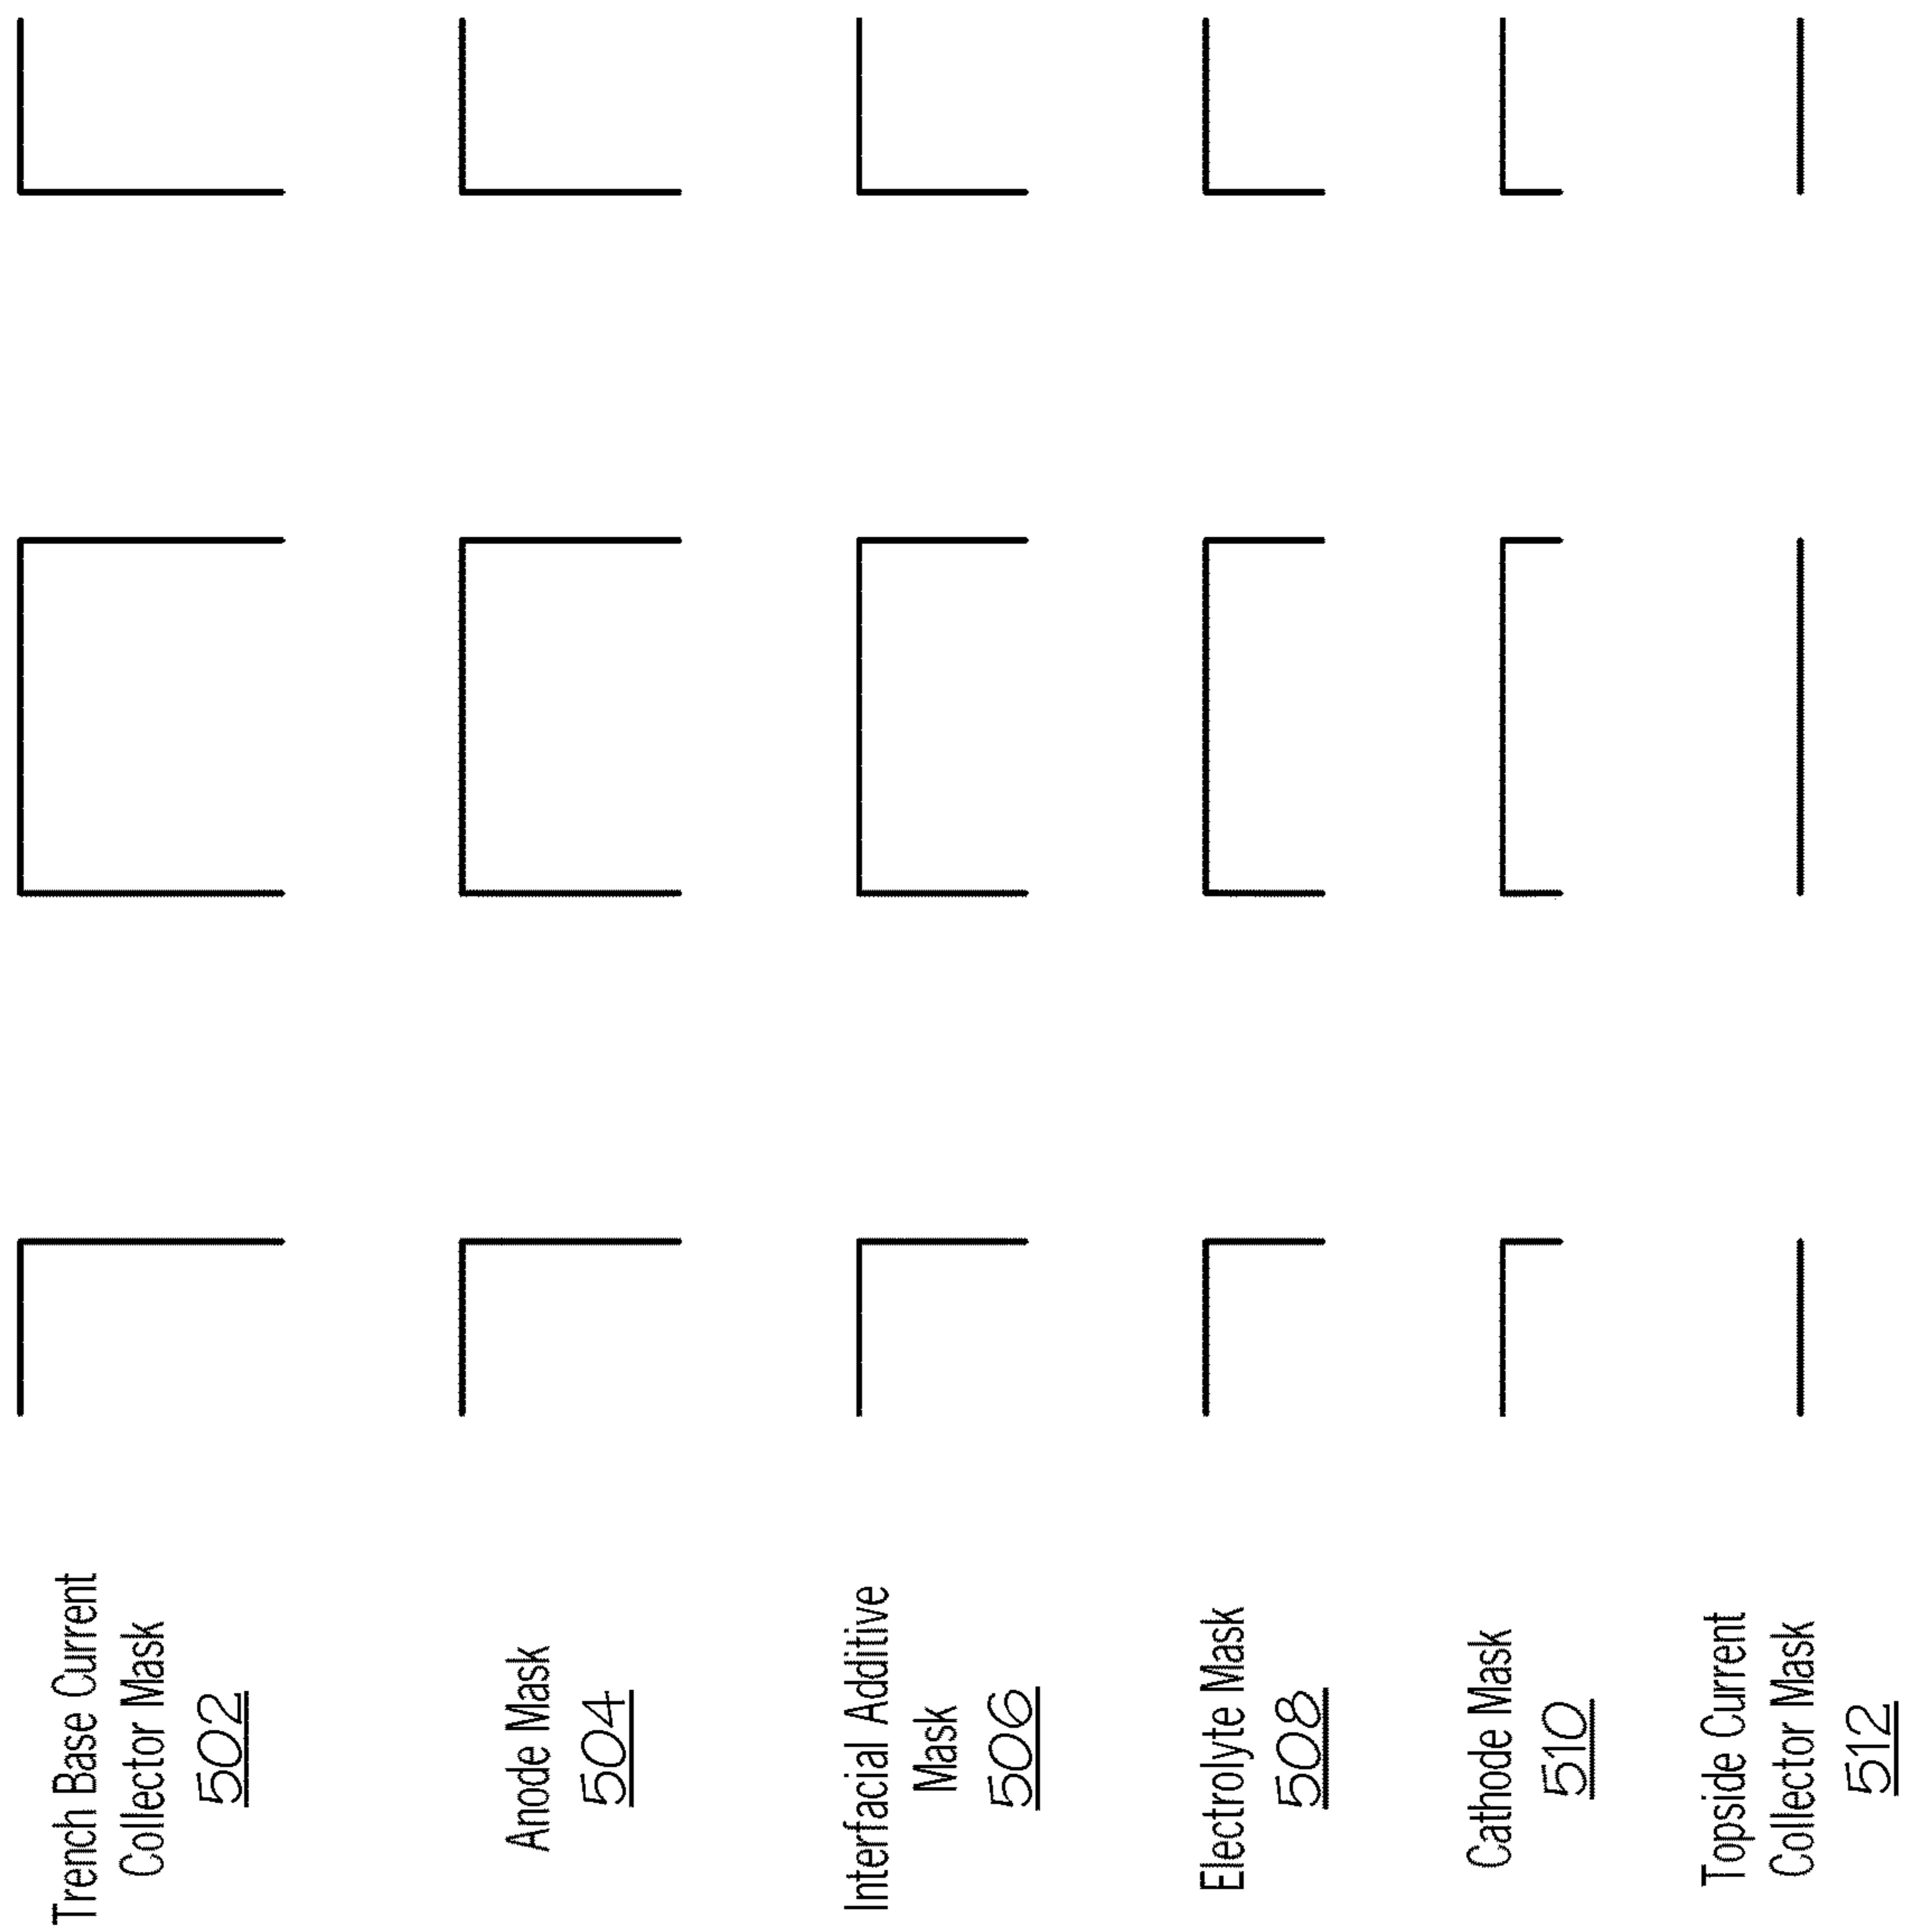 Trench Base Current
Collector Mask
502
Anode Mask
504
Interfacial Additive
Mask
506
Electrolyte Mask
508
Cathode Mask
510
Topside Current
Collector Mask
512